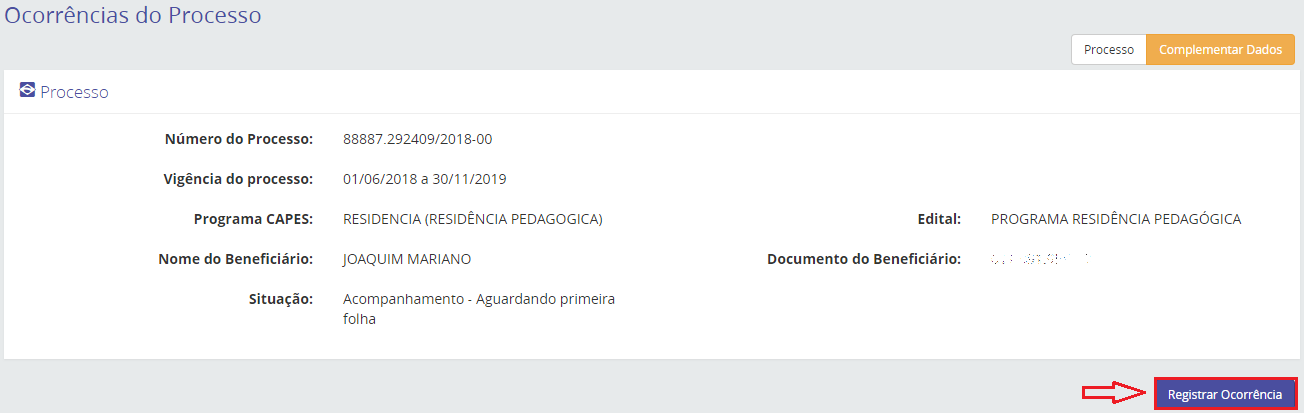 Ocorrências do Processo
Processo Complementar Dados
Processo
Número do Processo: 88887.292409/2018-00
Vigência do processo: 01/06/2018 a 30/11/2019
Programa CAPES: RESIDENCIA (RESIDÊNCIA PEDAGOGICA) Edital: PROGRAMA RESIDÊNCIA PEDAGÓGICA
Nome do Beneficiário: JOAQUIM MARIANO Documento do Beneficiário:
Situação: Acompanhamento - Aguardando primeira
folha
Registrar Ocorrência